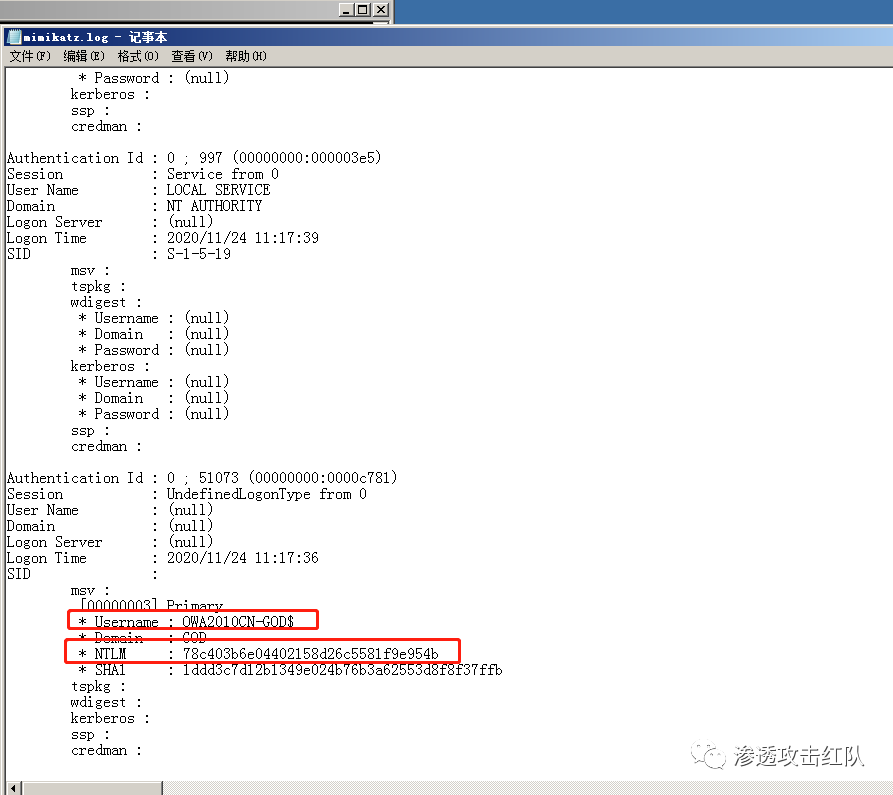 mimikatz.log - 记事本
文件(F) 编辑(E) 格式(O) 查看(V) 帮助(H)
* Password : (null)
kerberos :
ssp :
credman :
Authentication Id : 0 ; 997 (00000000:000003e5)
Session : Service from 0
User Name : LOCAL SERVICE
Domain : NT AUTHORITY
Logon Server : (null)
Logon Time : 2020/11/24 11:17:39
SID : S-1-5-19
msv :
tspkg :
wdigest :
* Username : (null)
* Domain : (null)
* Password : (null)
kerberos :
* Username : (null)
* Domain : (null)
* Password : (null)
ssp :
credman :
Authentication Id : 0 ; 51073 (00000000:0000c781)
Session : UndefinedLogonType from 0
User Name : (null)
Domain : (null)
Logon Server : (null)
Logon Time : 2020/11/24 11:17:36
SID :
msv :
[00000003] Primary
* Username : OWA2010CN-GOD$
* Domain : GOD
* NTLM : 78c403b6e04402158d26c5581f9e954b
* SHA1 : 1ddd3c7d12b1349e024b76b3a62553d8f8f37ffb
tspkg :
wdigest :
kerberos :
ssp :
credman :
渗透攻击红队